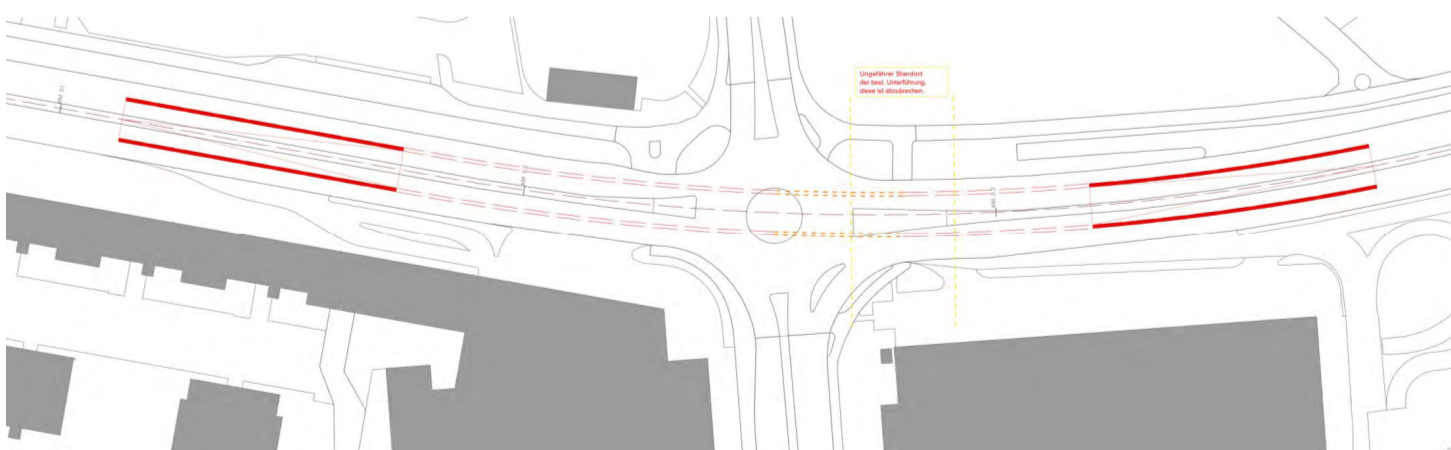 Ungefährer Standort
der best. Unterführung,
diese ist abzubrechen.